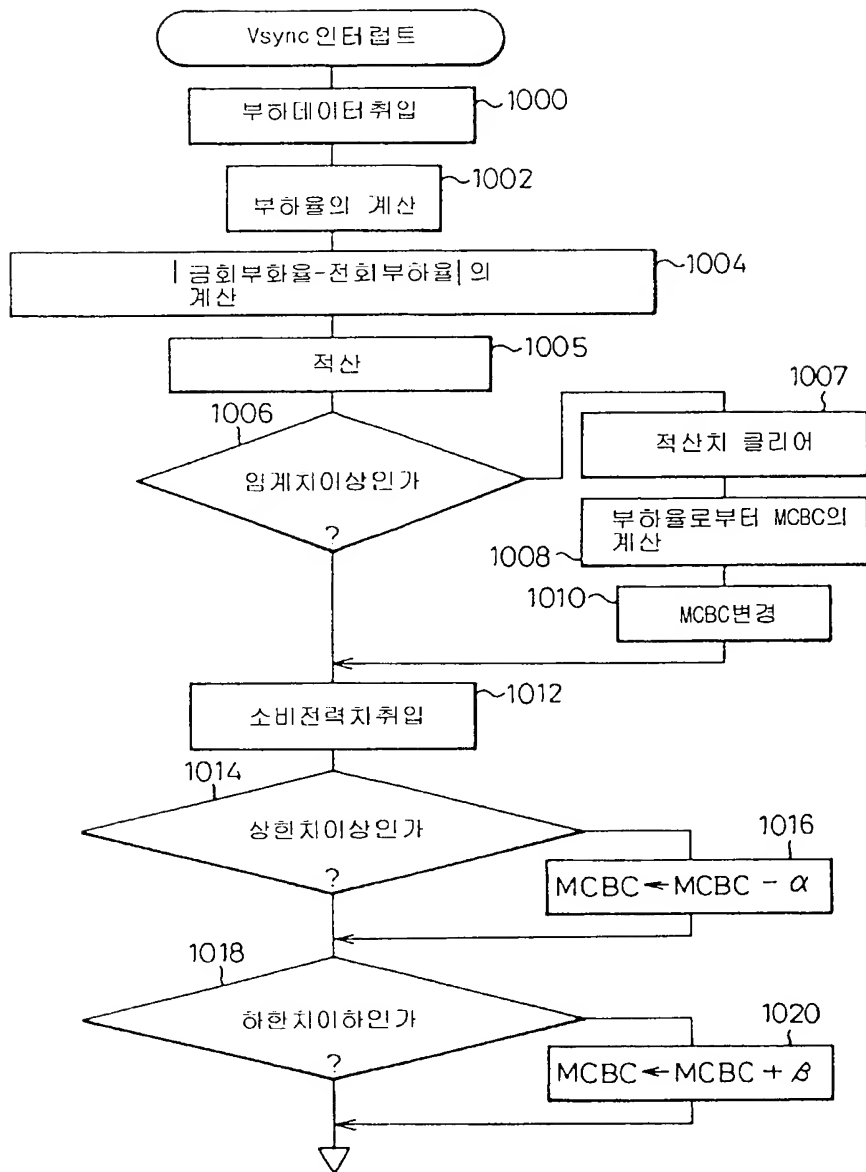 Vsync 인터럽트
부하데이터취입
1000
부하율의 계산
1002
|금회부화율-전회부하율|의
계산
1004
적산
1005
1006
임계치이상인가
?
1007
적산치 클리어
부하율로부터 MCBC의
계산
1008
1010
MCBC변경
소비전력치취입
1012
1014
상한치이상인가
?
1016
MCBC←MCBC-α
1018
하한치이하인가
?
1020
MCBC←MCBC+β